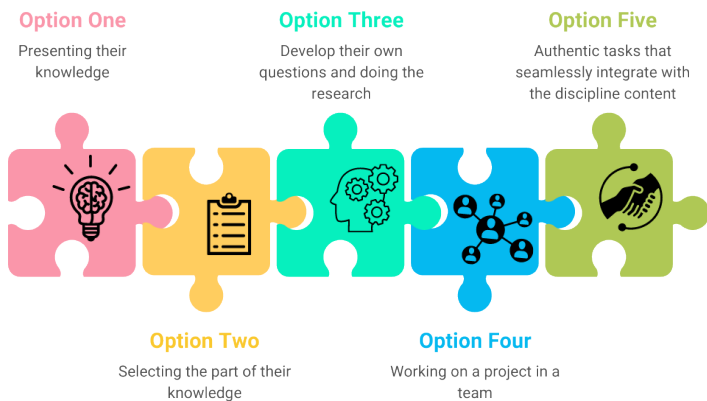 Option One
Presenting their
knowledge
Option Three
Develop their own
questions and doing the
research
Option Five
Authentic tasks that
seamlessly integrate with
the discipline content
Option Two
Selecting the part of their
knowledge
Option Four
Working on a project in a
team